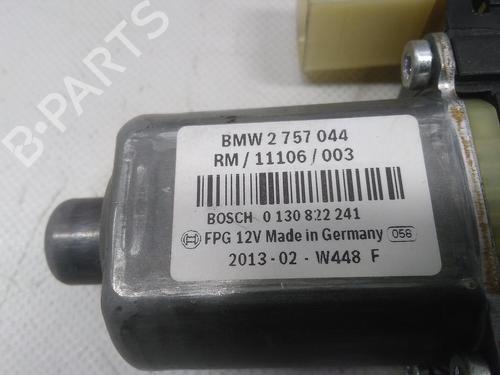 B-PARTS
BMW 2 757 044
RM / 11106 / 003
BOSCH 0 130 822 241
FPG 12V Made in Germany 056
2013-02 - W448 F